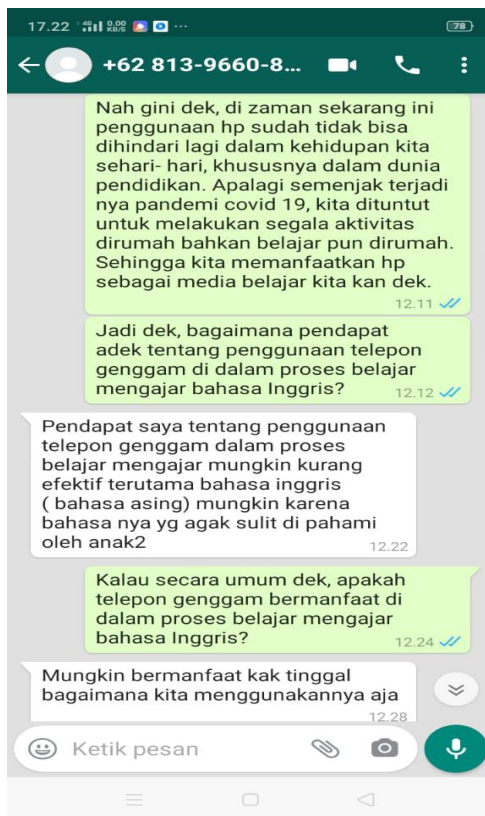 17.22 4G 0.00 KB/S ... 78
+62 813-9660-8...
Nah gini dek, di zaman sekarang ini
penggunaan hp sudah tidak bisa
dihindari lagi dalam kehidupan kita
sehari- hari, khususnya dalam dunia
pendidikan. Apalagi semenjak terjadi
nya pandemi covid 19, kita dituntut
untuk melakukan segala aktivitas
dirumah bahkan belajar pun dirumah.
Sehingga kita memanfaatkan hp
sebagai media belajar kita kan dek.
12.11
Jadi dek, bagaimana pendapat
adek tentang penggunaan telepon
genggam di dalam proses belajar
mengajar bahasa Inggris?
12.12
Pendapat saya tentang penggunaan
telepon genggam dalam proses
belajar mengajar mungkin kurang
efektif terutama bahasa inggris
( bahasa asing) mungkin karena
bahasa nya yg agak sulit di pahami
oleh anak2
12.22
Kalau secara umum dek, apakah
telepon genggam bermanfaat di
dalam proses belajar mengajar
bahasa Inggris?
12.24
Mungkin bermanfaat kak tinggal
bagaimana kita menggunakannya aja
12.28
Ketik pesan